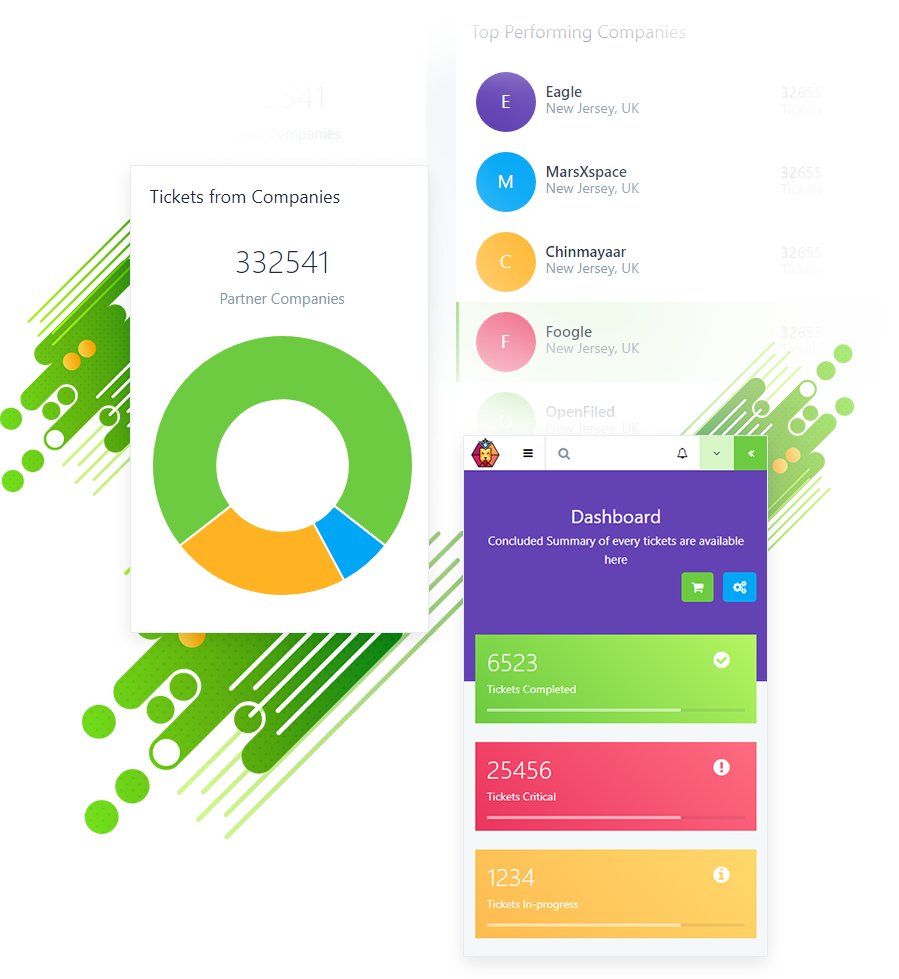 2541
Companies
Tickets from Companies
332541
Partner Companies
Top Performing Companies
E
Eagle
New Jersey, UK
32655
Tickets
M
MarsXspace
New Jersey, UK
32655
Tickets
C
Chinmayaar
New Jersey, UK
32655
Tickets
F
Foogle
New Jersey, UK
32655
Tickets
O
OpenFiled
New Jersey, UK
Dashboard
Concluded Summary of every tickets are available
here
6523
Tickets Completed
25456
Tickets Critical
1234
Tickets In-progress